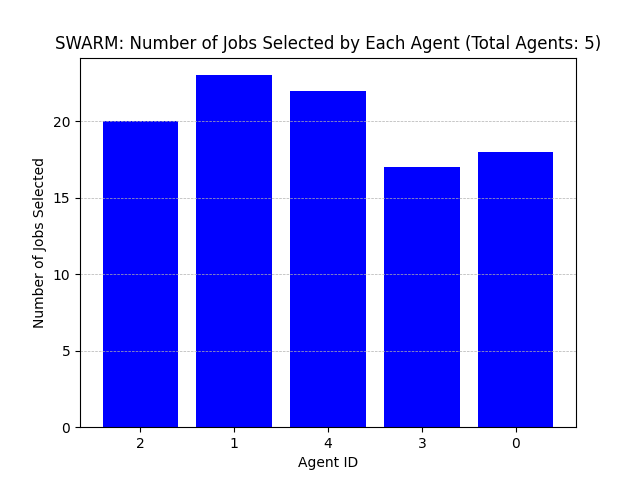 SWARM: Number of Jobs Selected by Each Agent (Total Agents: 5)
Number of Jobs Selected
20
15
10
5
0
2 1 4 3 0
Agent ID